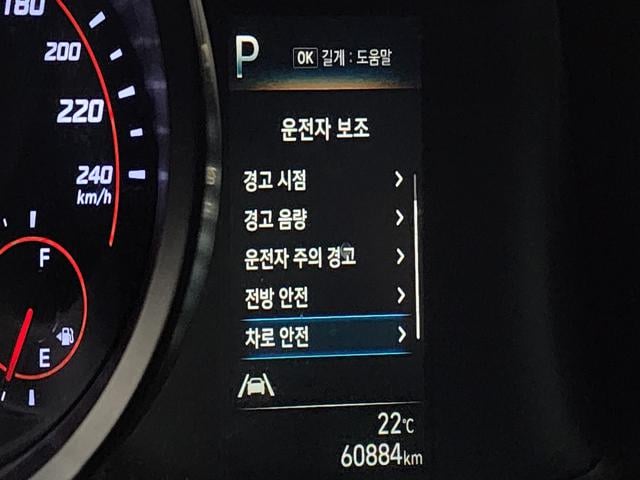 180
200
220
240
km/h
F
E
P
OK 길게 : 도움말
운전자 보조
경고 시점
경고 음량
운전자 주의 경고
전방 안전
차로 안전
22℃
60884km